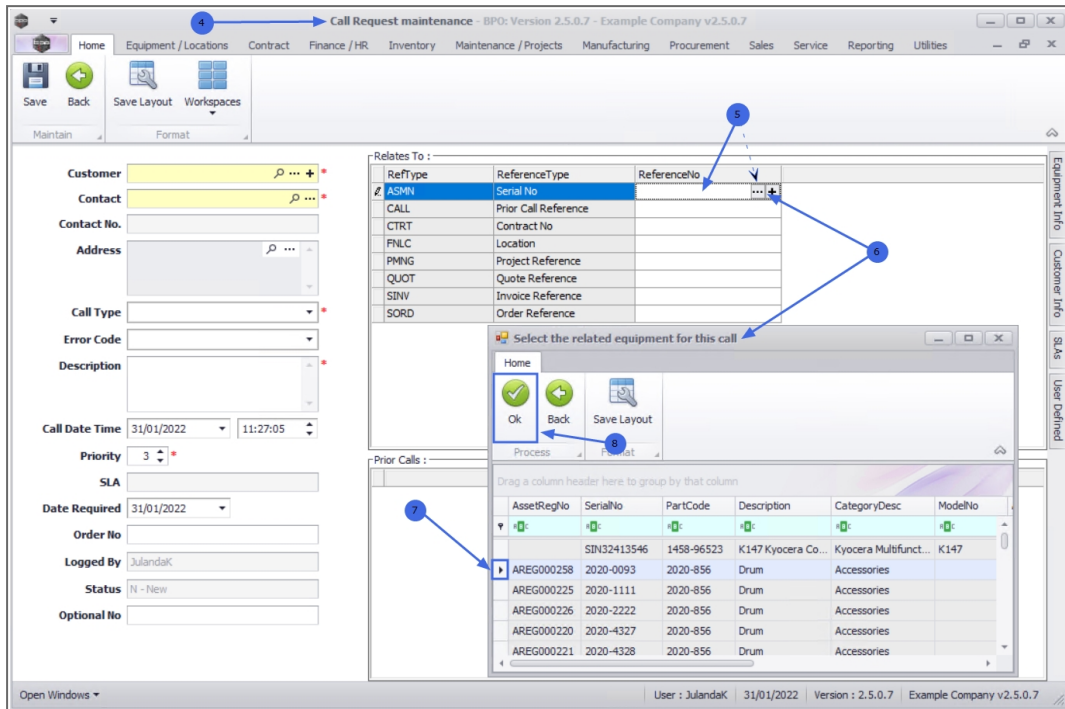 4
Call Request maintenance - BPO: Version 2.5.0.7 - Example Company v2.5.0.7
Home Equipment / Locations Contract Finance / HR Inventory Maintenance / Projects Manufacturing Procurement Sales Service Reporting Utilities
Save Back Save Layout Workspaces
Maintain Format
5
Relates To :
RefType ReferenceType ReferenceNo
ASMN Serial No
CALL Prior Call Reference
CTRT Contract No
FNLC Location
PMNG Project Reference
QUOT Quote Reference
SINV Invoice Reference
SORD Order Reference
6
Customer *
Contact *
Contact No.
Address
Call Type *
Error Code
Description *
Call Date Time 31/01/2022 11:27:05
Priority 3 *
SLA
Date Required 31/01/2022
Order No
Logged By JulandaK
Status N - New
Optional No
Equipment Info
Customer Info
SLAs
User Defined
Select the related equipment for this call
Home
Ok Back Save Layout
8
Process Format
Prior Calls :
7
Drag a column header here to group by that column
AssetRegNo SerialNo PartCode Description CategoryDesc ModelNo
SIN32413546 1458-96523 K147 Kyocera Co... Kyocera Multifunct... K147
AREG000258 2020-0093 2020-856 Drum Accessories
AREG000225 2020-1111 2020-856 Drum Accessories
AREG000226 2020-2222 2020-856 Drum Accessories
AREG000220 2020-4327 2020-856 Drum Accessories
AREG000221 2020-4328 2020-856 Drum Accessories
Open Windows User : JulandaK 31/01/2022 Version : 2.5.0.7 Example Company v2.5.0.7